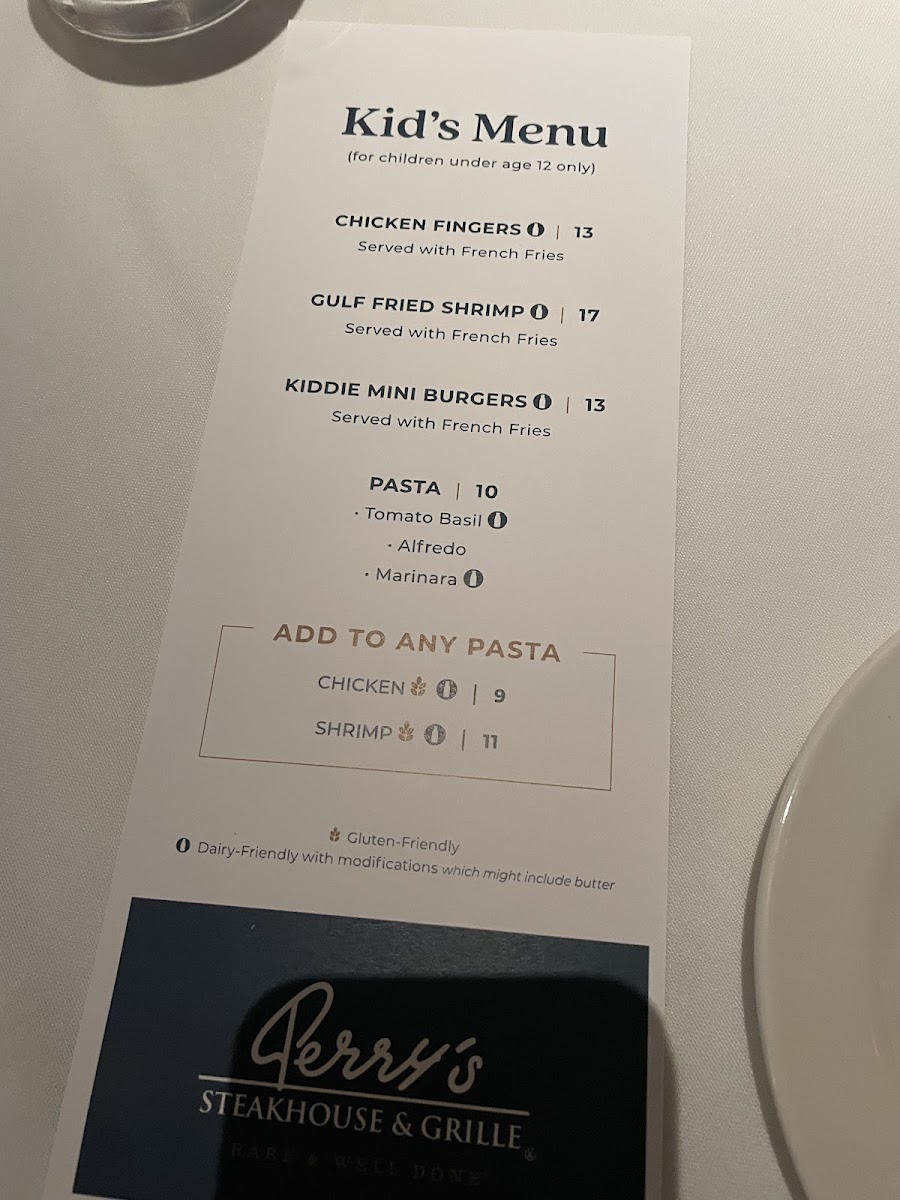 Kid's Menu
(for children under age 12 only)
CHICKEN FINGERS | 13
Served with French Fries
GULF FRIED SHRIMP | 17
Served with French Fries
KIDDIE MINI BURGERS | 13
Served with French Fries
PASTA | 10
· Tomato Basil
· Alfredo
· Marinara
ADD TO ANY PASTA
CHICKEN | 9
SHRIMP | 11
Gluten-Friendly
Dairy-Friendly with modifications which might include butter
Perry's
STEAKHOUSE & GRILLE®
RARE & WELL DONE